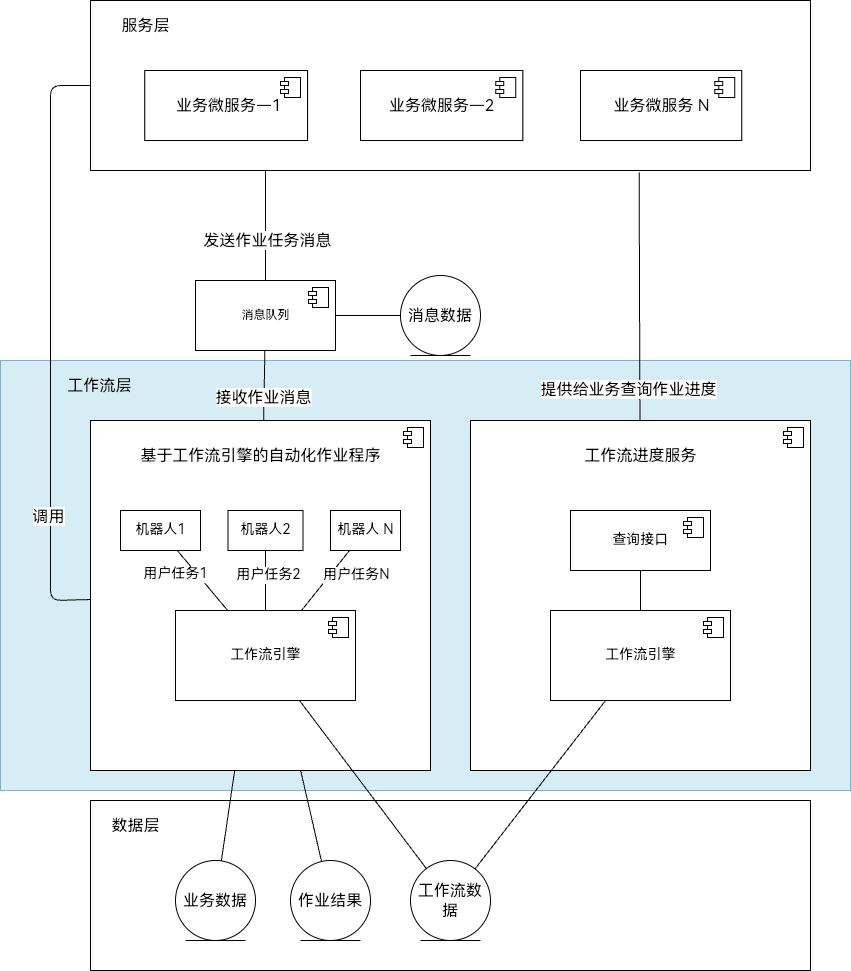 服务层
业务微服务一1
业务微服务一2
业务微服务 N
发送作业任务消息
消息队列
消息数据
工作流层
接收作业消息
提供给业务查询作业进度
基于工作流引擎的自动化作业程序
工作流进度服务
调用
机器人1
机器人2
机器人 N
查询接口
用户任务1
用户任务2
用户任务N
工作流引擎
工作流引擎
数据层
业务数据
作业结果
工作流数
据